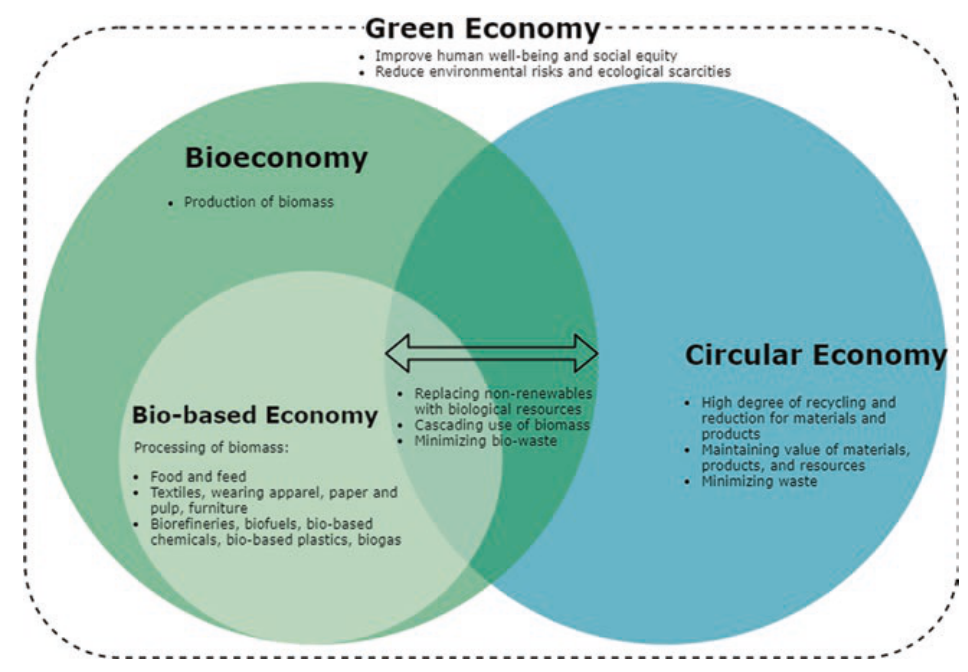 Green Economy
• Improve human well-being and social equity
• Reduce environmental risks and ecological scarcities
Bioeconomy
• Production of biomass
Bio-based Economy
Processing of biomass:
• Food and feed
• Textiles, wearing apparel, paper and
pulp, furniture
• Biorefineries, biofuels, bio-based
chemicals, bio-based plastics, biogas
• Replacing non-renewables
with biological resources
• Cascading use of biomass
• Minimizing bio-waste
Circular Economy
• High degree of recycling and
reduction for materials and
products
• Maintaining value of materials,
products, and resources
• Minimizing waste